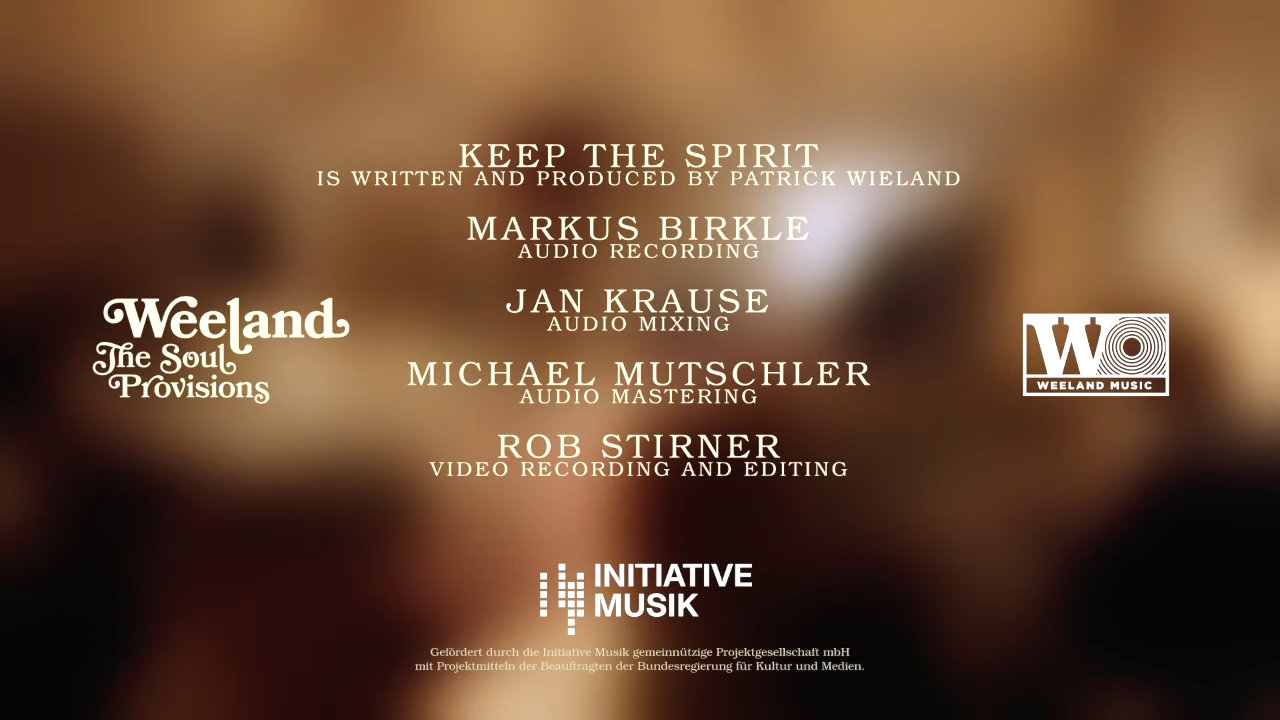 KEEP THE SPIRIT
IS WRITTEN AND PRODUCED BY PATRICK WIELAND
MARKUS BIRKLE
AUDIO RECORDING
JAN KRAUSE
AUDIO MIXING
MICHAEL MUTSCHLER
AUDIO MASTERING
ROB STIRNER
VIDEO RECORDING AND EDITING
Weeland
The Soul
Provisions
WO
WEELAND MUSIC
INITIATIVE
MUSIK
Gefördert durch die Initiative Musik gemeinnützige Projektgesellschaft mbH
mit Projektmitteln der Beauftragten der Bundesregierung für Kultur und Medien.